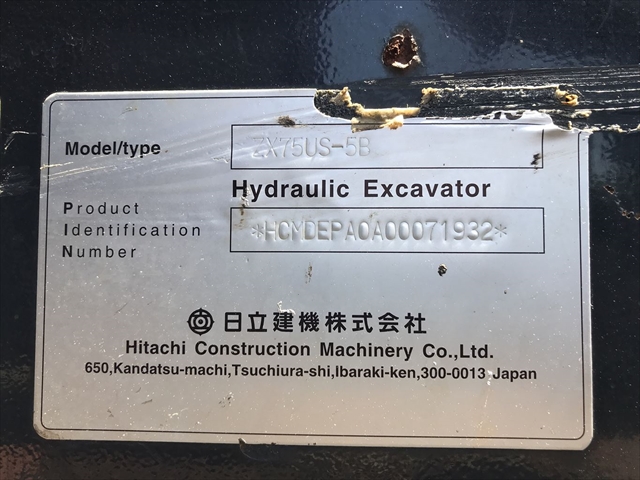 Model/type ZX75US-5B
Hydraulic Excavator
Product
Identification
Number
*HCMDEPA0A00071932*
日立建機株式会社
Hitachi Construction Machinery Co.,Ltd.
650,Kandatsu-machi,Tsuchiura-shi,Ibaraki-ken,300-0013 Japan